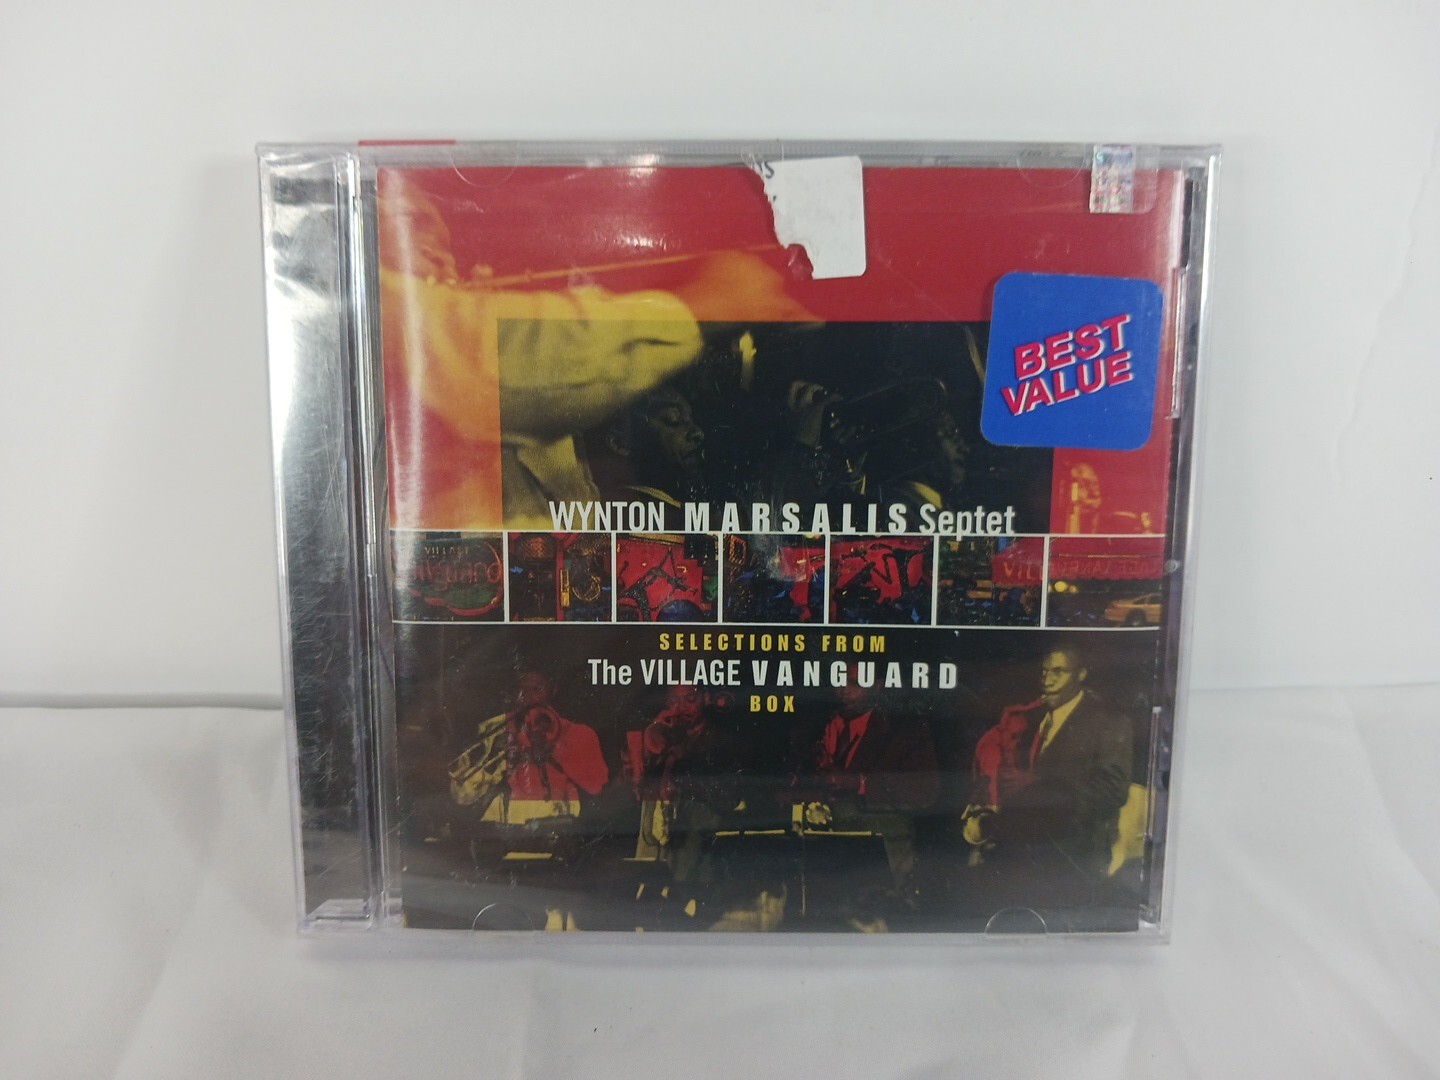 BEST
VALUE
WYNTON MARSALIS Septet
SELECTIONS FROM
The VILLAGE VANGUARD
BOX